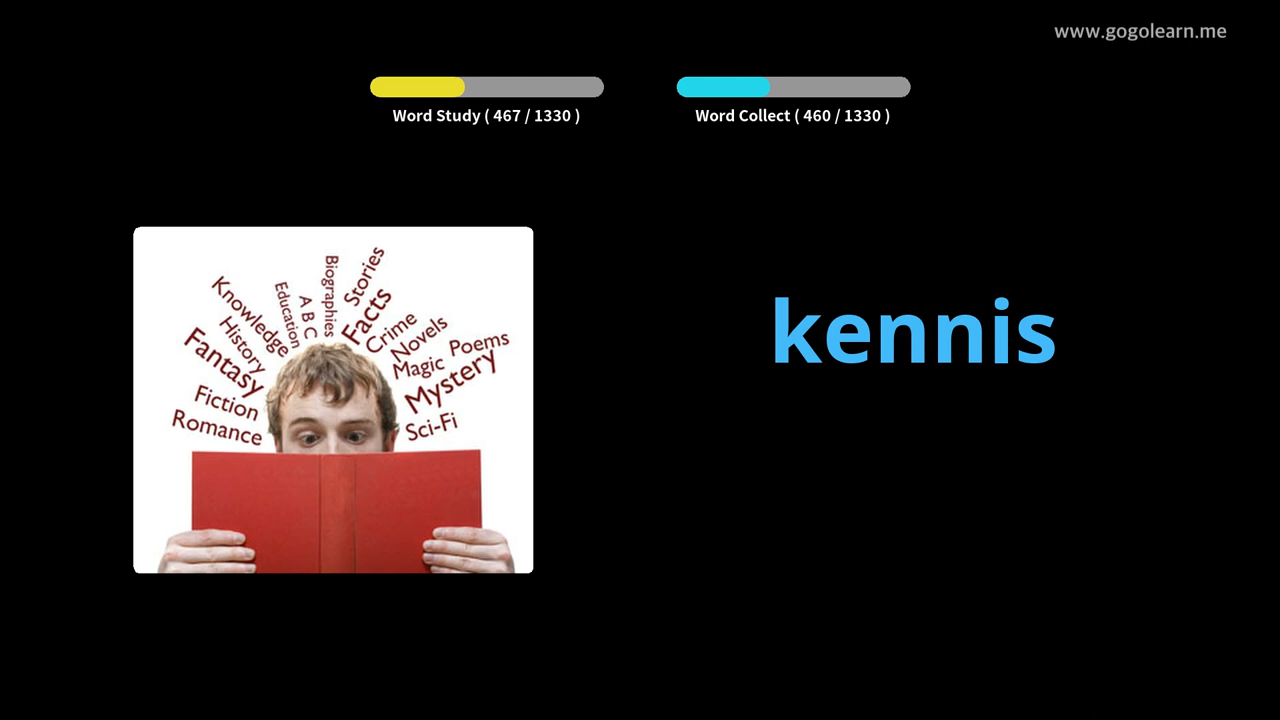 www.gogolearn.me
Word Study ( 467 / 1330 )
Word Collect ( 460 / 1330 )
Romance
Fiction
Fantasy
History
Knowledge
Education
A B C
Biographies
Stories
Facts
Crime
Novels
Magic
Poems
Mystery
Sci-Fi
kennis